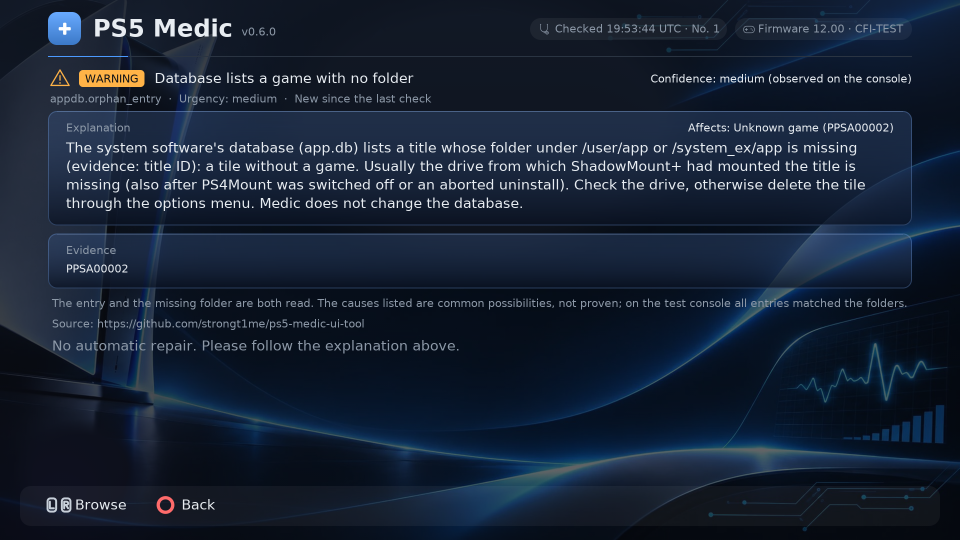 PS5 Medic v0.6.0
Checked 19:53:44 UTC · No. 1
Firmware 12.00 · CFI-TEST
WARNING Database lists a game with no folder
Confidence: medium (observed on the console)
appdb.orphan_entry · Urgency: medium · New since the last check
Explanation
Affects: Unknown game (PPSA00002)
The system software's database (app.db) lists a title whose folder under /user/app or /system_ex/app is missing
(evidence: title ID): a tile without a game. Usually the drive from which ShadowMount+ had mounted the title is
missing (also after PS4Mount was switched off or an aborted uninstall). Check the drive, otherwise delete the tile
through the options menu. Medic does not change the database.
Evidence
PPSA00002
The entry and the missing folder are both read. The causes listed are common possibilities, not proven; on the test console all entries matched the folders.
Source: https://github.com/strongt1me/ps5-medic-ui-tool
No automatic repair. Please follow the explanation above.
L R Browse
Back